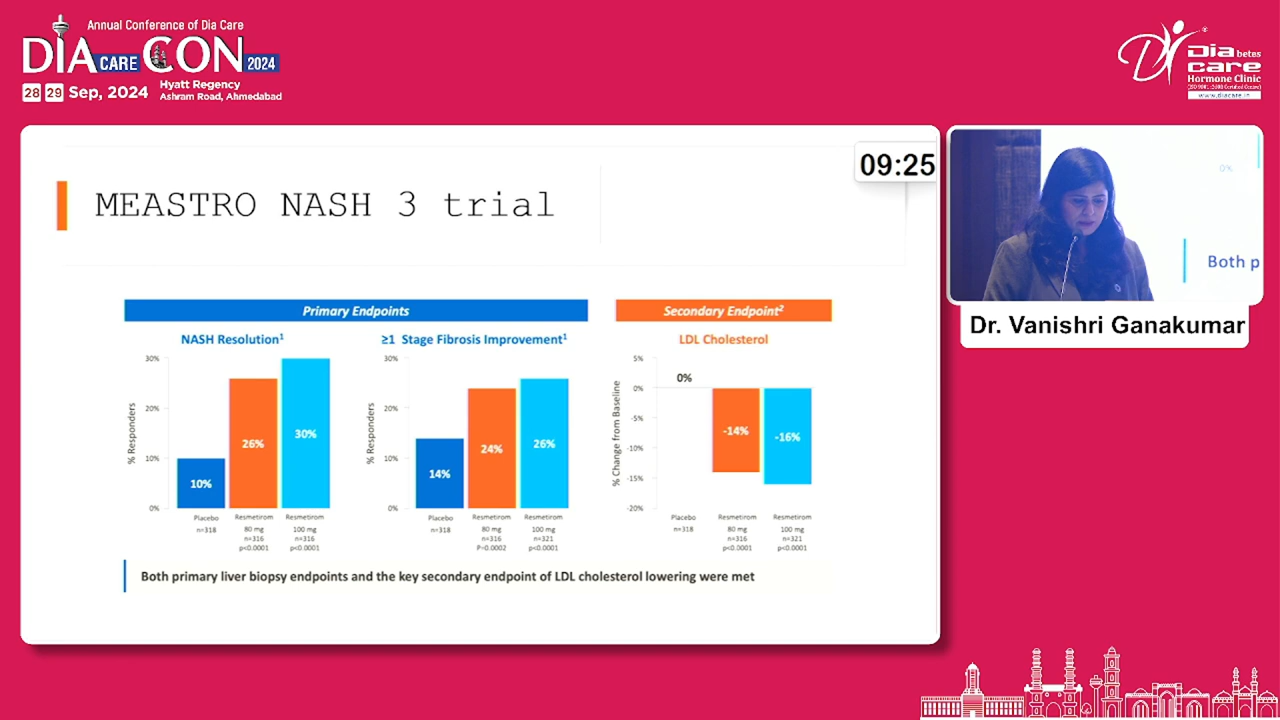 Annual Conference of Dia Care
DIA CARE CON 2024
28 29 Sep, 2024
Hyatt Regency
Ashram Road, Ahmedabad
Diabetes
care
Hormone Clinic
www.diacare.in
09:25
MEASTRO NASH 3 trial
Primary Endpoints
Secondary Endpoint²
NASH Resolution¹
≥1 Stage Fibrosis Improvement¹
LDL Cholesterol
% Responders
30%
20%
10%
0%
10%
26%
30%
Placebo
n=318
Resmetirom
80 mg
n=316
p<0.0001
Resmetirom
100 mg
n=316
p<0.0001
% Responders
30%
20%
10%
0%
14%
24%
26%
Placebo
n=318
Resmetirom
80 mg
n=316
P=0.0002
Resmetirom
100 mg
n=321
p<0.0001
% Change from Baseline
5%
0%
-5%
-10%
-15%
-20%
0%
-14%
-16%
Placebo
n=318
Resmetirom
80 mg
n=316
p<0.0001
Resmetirom
100 mg
n=321
p<0.0001
Both primary liver biopsy endpoints and the key secondary endpoint of LDL cholesterol lowering were met
0%
Both p
Dr. Vanishri Ganakumar